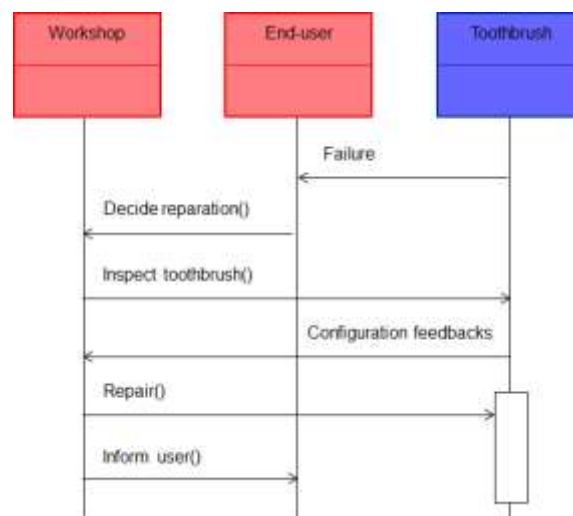 Workshop
End-user
Toothbrush
Failure
Decide reparation()
Inspect toothbrush()
Configuration feedbacks
Repair()
Inform user()